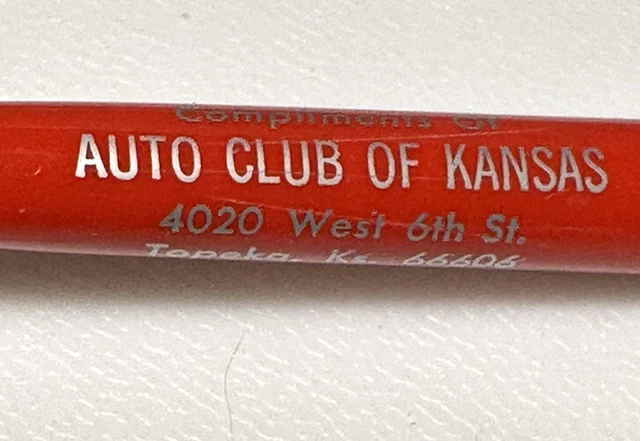 Compliments Of
AUTO CLUB OF KANSAS
4020 West 6th St.
Topeka, Ks. 66606